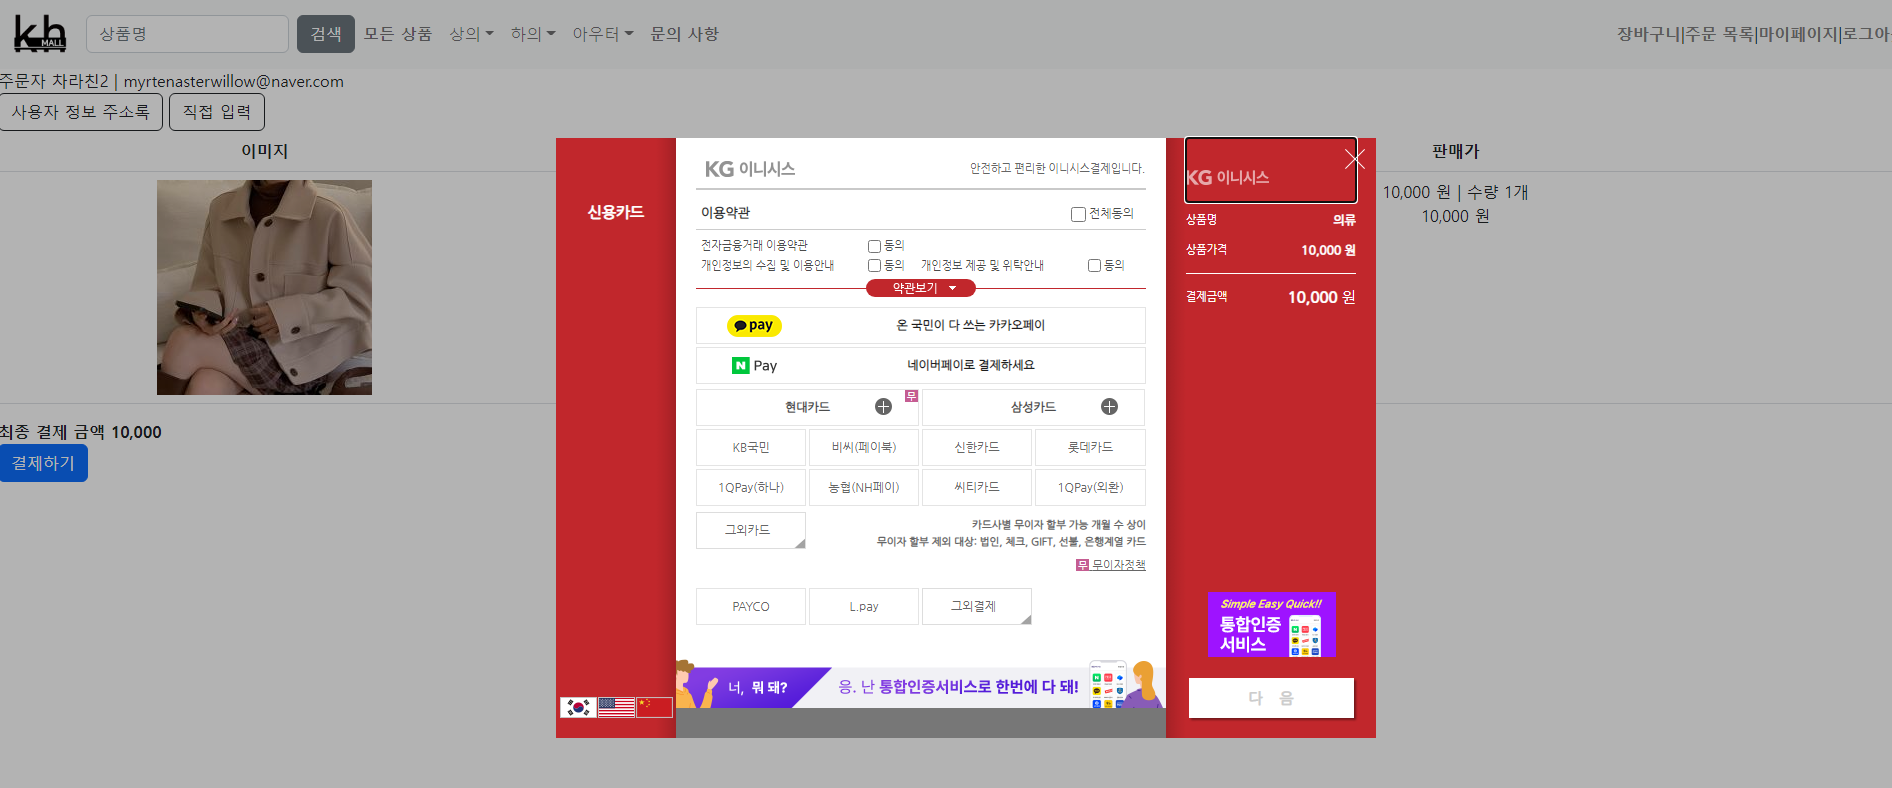 kh
MALL
상품명
검색
모든 상품
상의
하의
아우터
문의 사항
장바구니|주문 목록|마이페이지|로그아
주문자 차라친2 | myrtenasterwillow@naver.com
사용자 정보 주소록
직접 입력
이미지
판매가
10,000 원 | 수량 1개
10,000 원
최종 결제 금액 10,000
결제하기
신용카드
KG 이니시스
안전하고 편리한 이니시스결제입니다.
이용약관
전체동의
전자금융거래 이용약관
동의
개인정보의 수집 및 이용안내
동의
개인정보 제공 및 위탁안내
동의
약관보기
pay
온 국민이 다 쓰는 카카오페이
N Pay
네이버페이로 결제하세요
현대카드
무
삼성카드
KB국민
비씨(페이북)
신한카드
롯데카드
1QPay(하나)
농협(NH페이)
씨티카드
1QPay(외환)
그외카드
카드사별 무이자 할부 가능 개월 수 상이
무이자 할부 제외 대상: 법인, 체크, GIFT, 선불, 은행계열 카드
무 무이자정책
PAYCO
L.pay
그외결제
너, 뭐 돼?
응. 난 통합인증서비스로 한번에 다 돼!
KG 이니시스
상품명
의류
상품가격
10,000 원
결제금액
10,000 원
Simple Easy Quick!!
통합인증
서비스
다 음